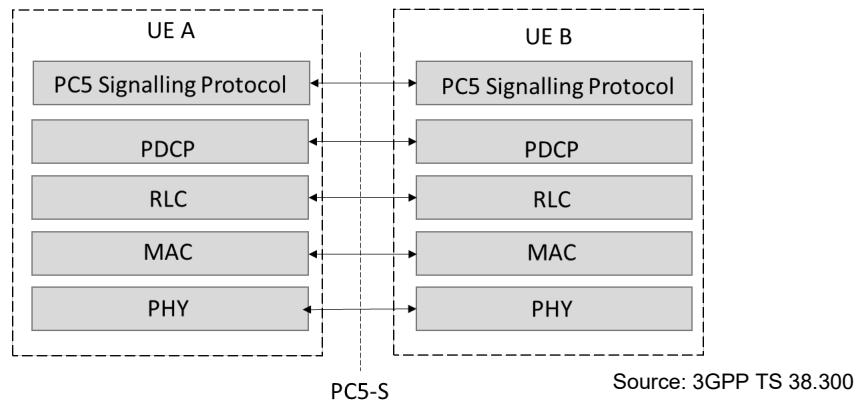 UE A
UE B
PC5 Signalling Protocol
PC5 Signalling Protocol
PDCP
PDCP
RLC
RLC
MAC
MAC
PHY
PHY
PC5-S
Source: 3GPP TS 38.300